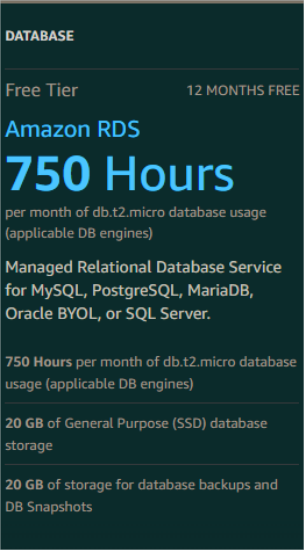 DATABASE
Free Tier 12 MONTHS FREE
Amazon RDS
750 Hours
per month of db.t2.micro database usage
(applicable DB engines)
Managed Relational Database Service
for MySQL, PostgreSQL, MariaDB,
Oracle BYOL, or SQL Server.
750 Hours per month of db.t2.micro database
usage (applicable DB engines)
20 GB of General Purpose (SSD) database
storage
20 GB of storage for database backups and
DB Snapshots